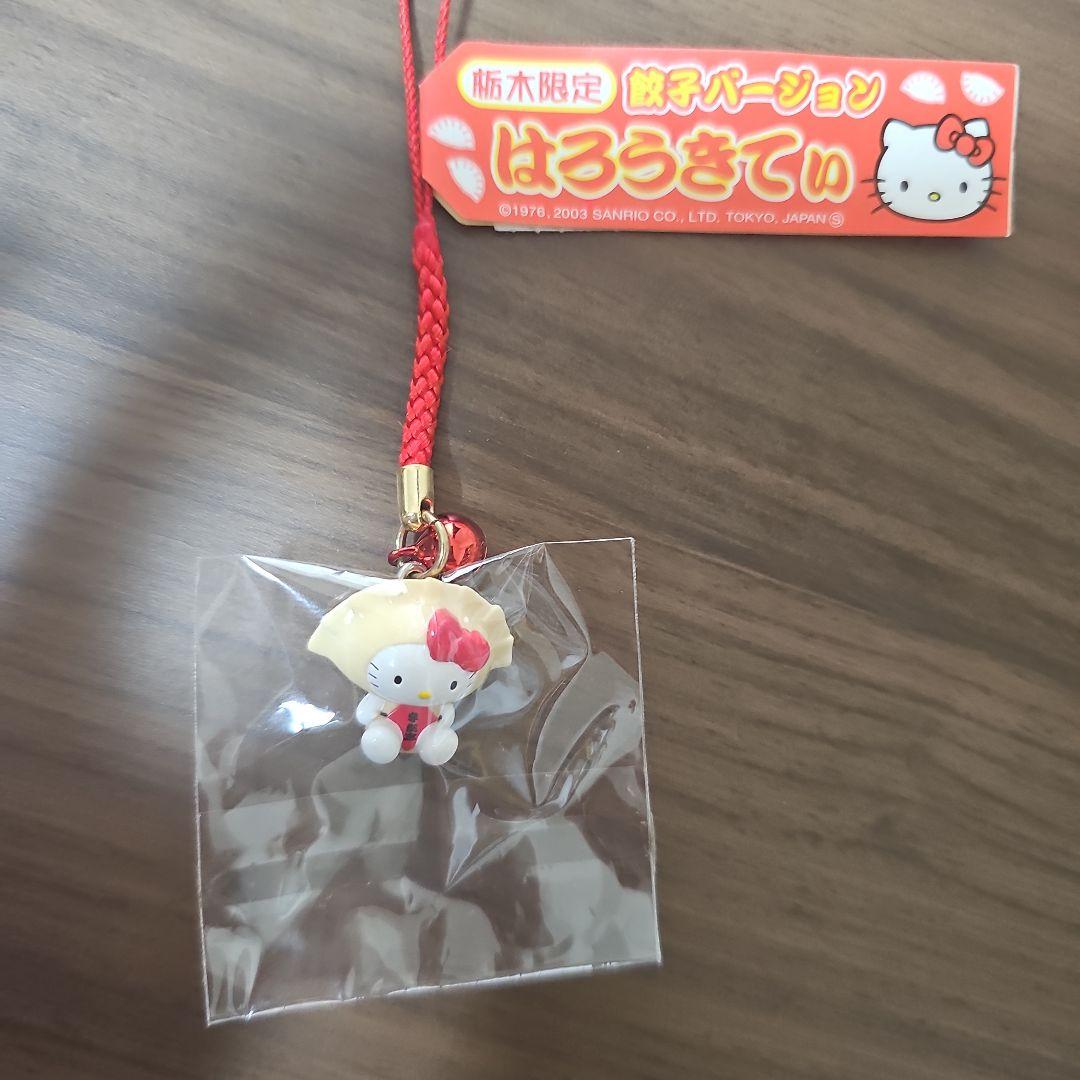 栃木限定 餃子バージョン
はろうきてぃ
©1976, 2003 SANRIO CO., LTD. TOKYO, JAPAN Ⓢ